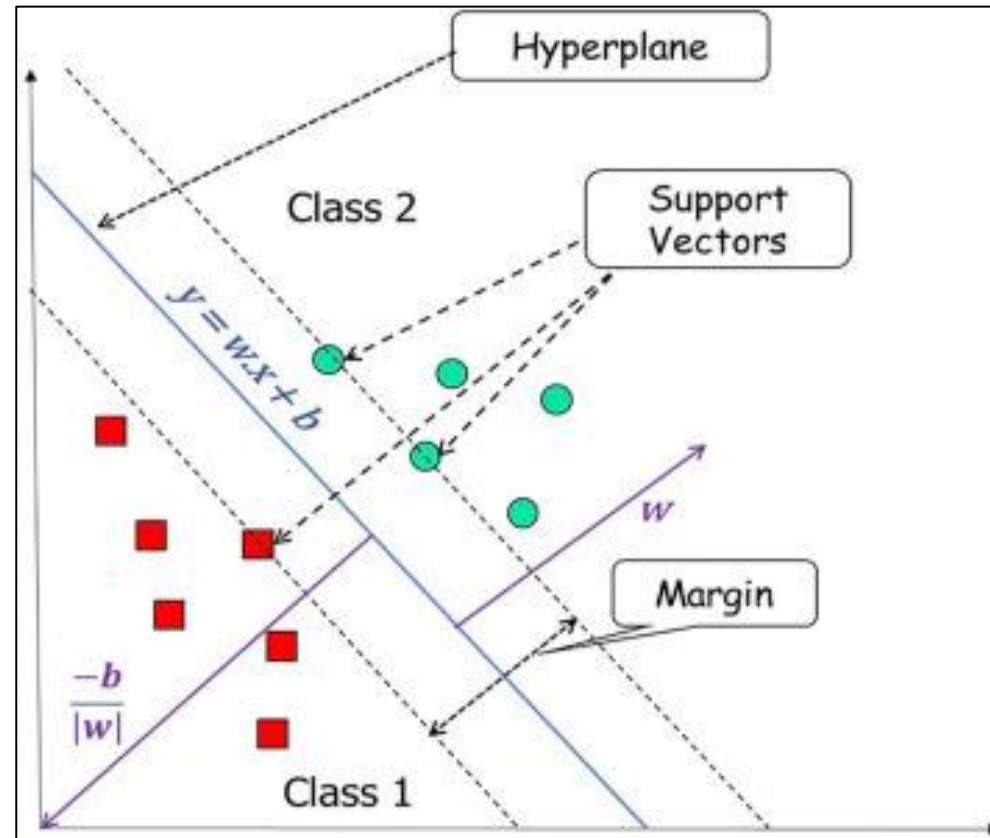 Hyperplane
Class 2
Support
Vectors
y = w.x + b
w
Margin
-b
|w|
Class 1